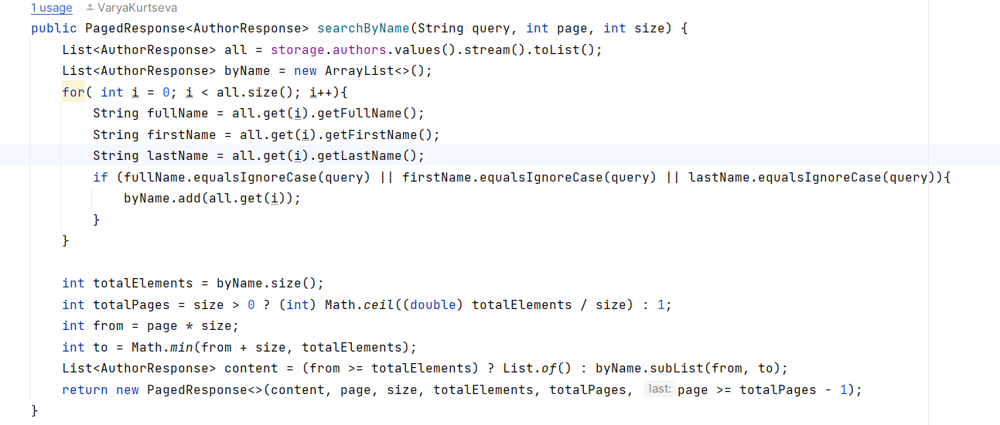 1 usage VaryaKurtseva
public PagedResponse<AuthorResponse> searchByName(String query, int page, int size) {
    List<AuthorResponse> all = storage.authors.values().stream().toList();
    List<AuthorResponse> byName = new ArrayList<>();
    for( int i = 0; i < all.size(); i++){
        String fullName = all.get(i).getFullName();
        String firstName = all.get(i).getFirstName();
        String lastName = all.get(i).getLastName();
        if (fullName.equalsIgnoreCase(query) || firstName.equalsIgnoreCase(query) || lastName.equalsIgnoreCase(query)){
            byName.add(all.get(i));
        }
    }
    int totalElements = byName.size();
    int totalPages = size > 0 ? (int) Math.ceil((double) totalElements / size) : 1;
    int from = page * size;
    int to = Math.min(from + size, totalElements);
    List<AuthorResponse> content = (from >= totalElements) ? List.of() : byName.subList(from, to);
    return new PagedResponse<>(content, page, size, totalElements, totalPages, last: page >= totalPages - 1);
}